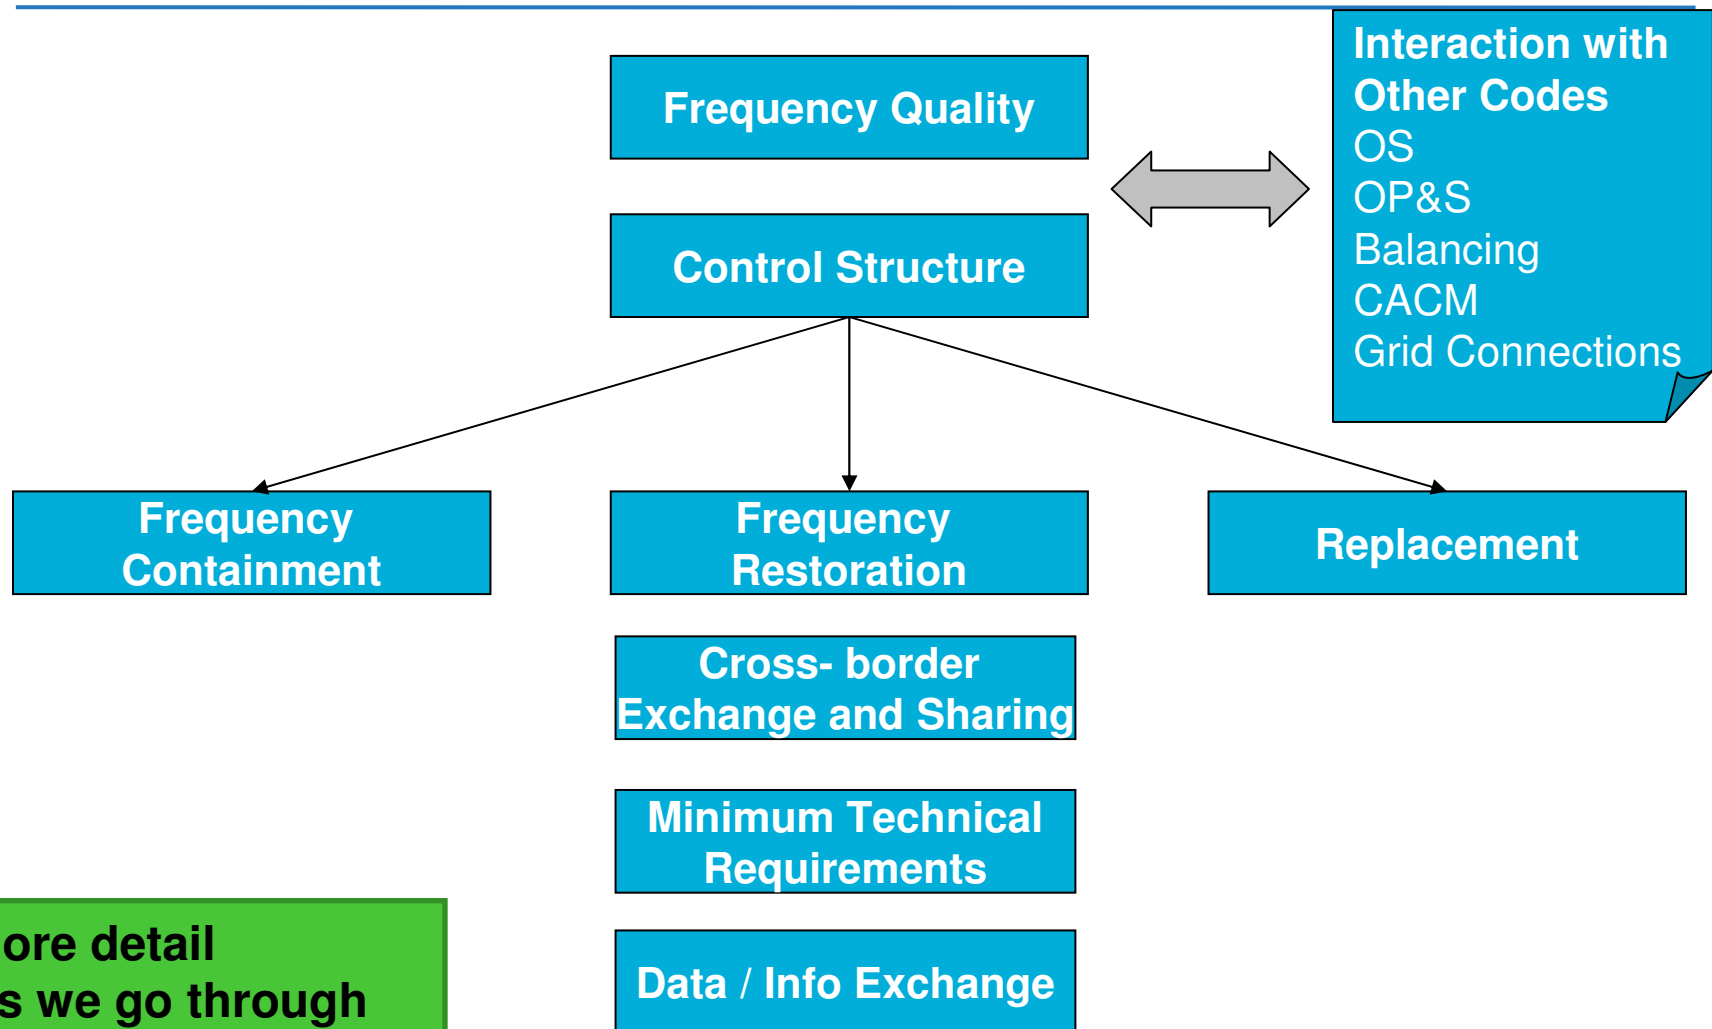 Frequency Quality
Control Structure
Interaction with
Other Codes
OS
OP&S
Balancing
CACM
Grid Connections
Frequency
Containment
Frequency
Restoration
Replacement
Cross- border
Exchange and Sharing
Minimum Technical
Requirements
Data / Info Exchange
detail
we go through